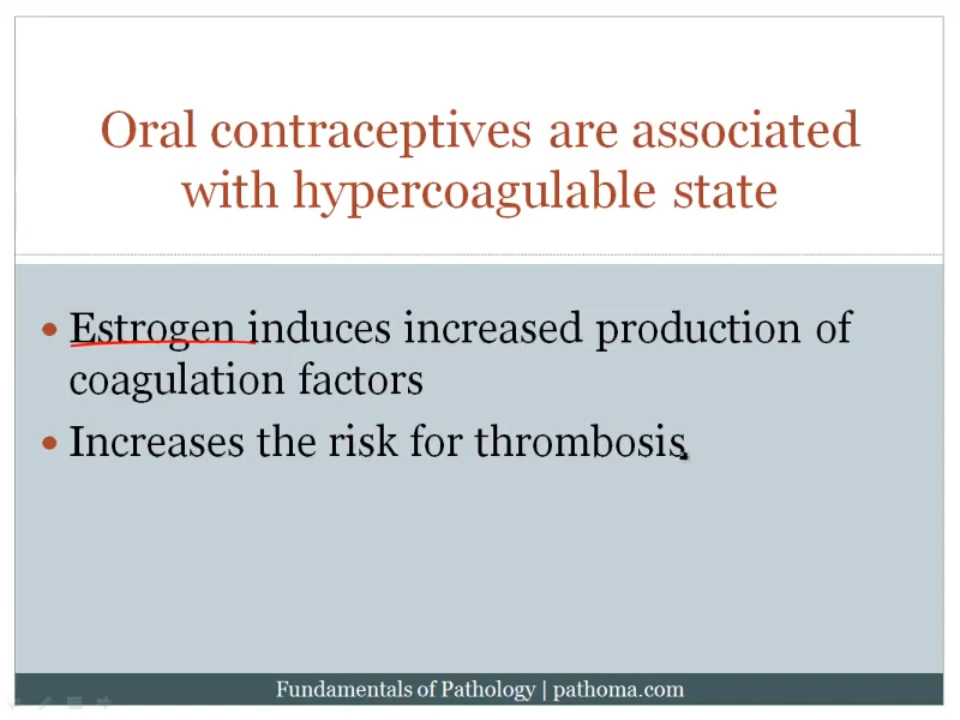 Oral contraceptives are associated
with hypercoagulable state
• Estrogen induces increased production of
coagulation factors
• Increases the risk for thrombosis
Fundamentals of Pathology | pathoma.com